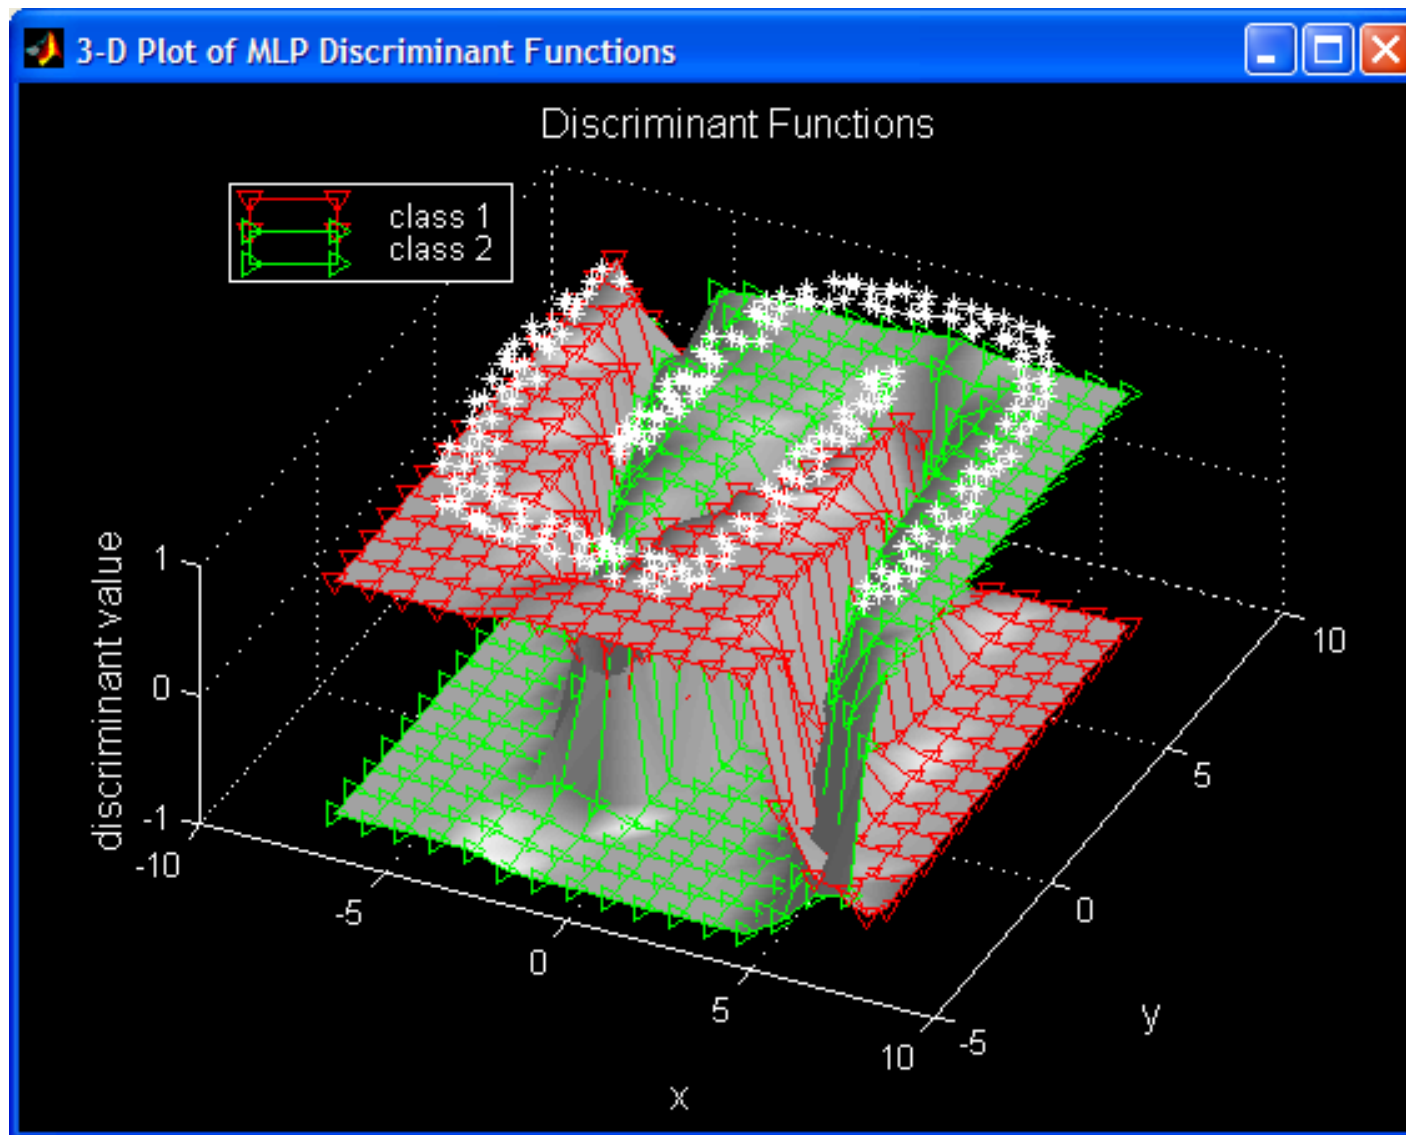 3-D Plot of MLP Discriminant Functions
Discriminant Functions
class 1
class 2
discriminant value
1
0
-1
-10
-5
0
5
10
x
-5
0
5
10
y